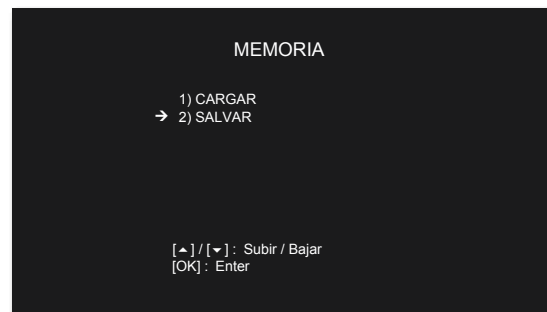 MEMORIA
1) CARGAR
➔ 2) SALVAR
[▲] / [▼] : Subir / Bajar
[OK] : Enter